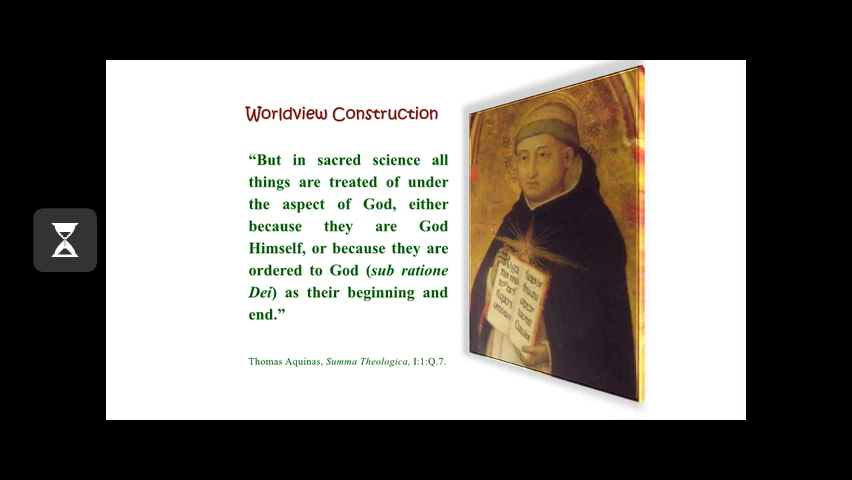 Worldview Construction
“But in sacred science all
things are treated of under
the aspect of God, either
because they are God
Himself, or because they are
ordered to God (sub ratione
Dei) as their beginning and
end.”
Thomas Aquinas, Summa Theologica, I:1:Q.7.